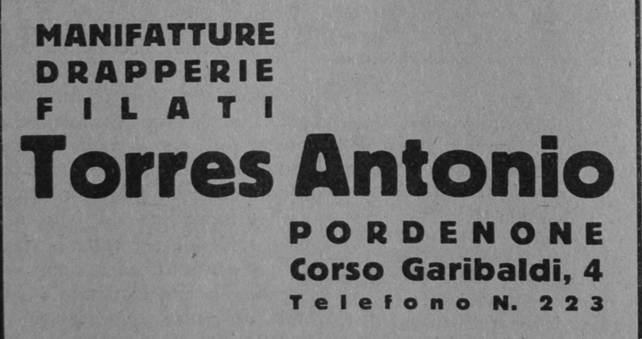 MANIFATTURE
DRAPPERIE
FILATI
Torres Antonio
PORDENONE
Corso Garibaldi, 4
Telefono N. 223